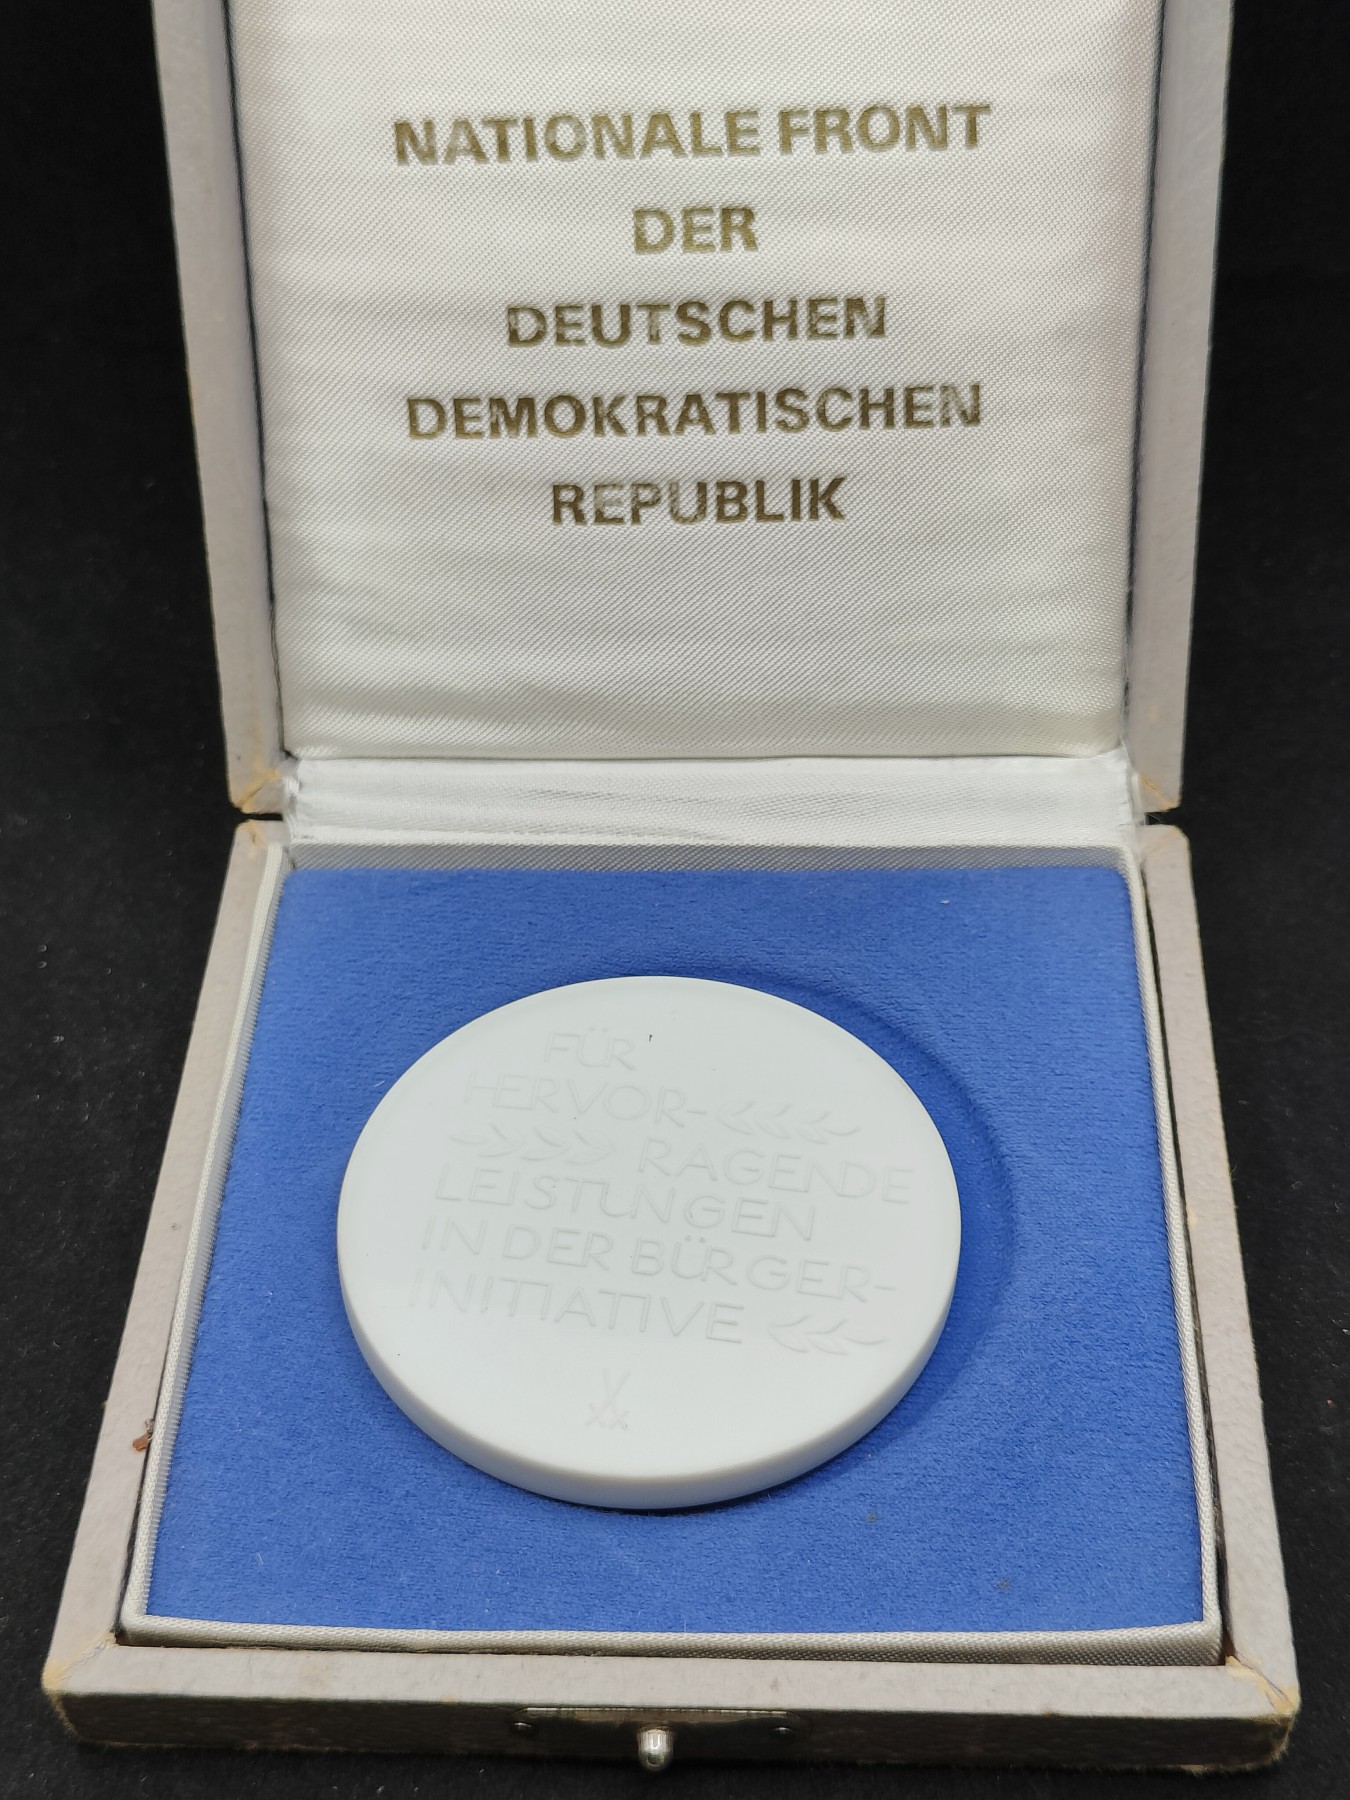 NATIONALE FRONT
DER
DEUTSCHEN
DEMOKRATISCHEN
REPUBLIK
FÜR
HERVOR-
RAGENDE
LEISTUNGEN
IN DER BÜRGER-
INITIATIVE